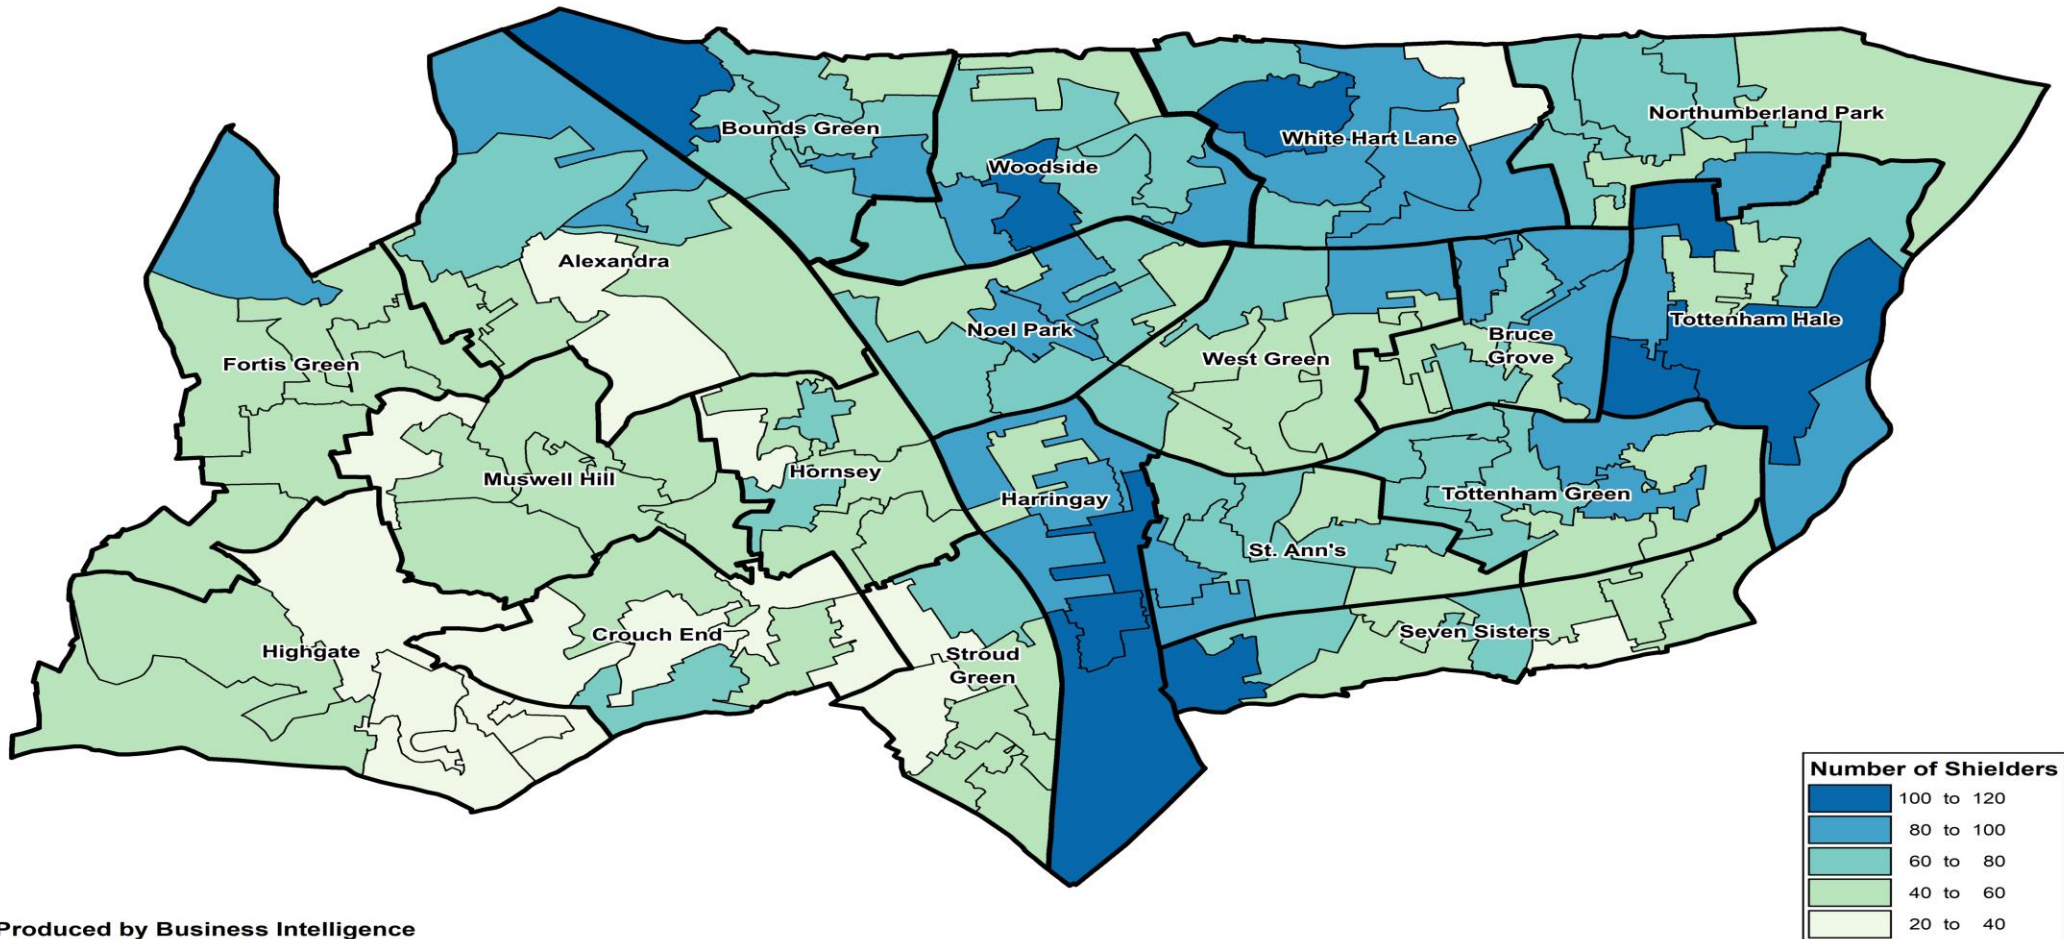 Bounds Green
Northumberland Park
White Hart Lane
Woodside
Alexandra
Tottenham Hale
Noel Park
Bruce
Grove
West Green
Fortis Green
Hornsey
Muswell Hill
Tottenham Green
Harringay
St. Ann's
Seven Sisters
Crouch End
Highgate
Stroud
Green
Number of Shielders
100 to 120
80 to 100
60 to 80
40 to 60
20 to 40
Produced by Business Intelligence